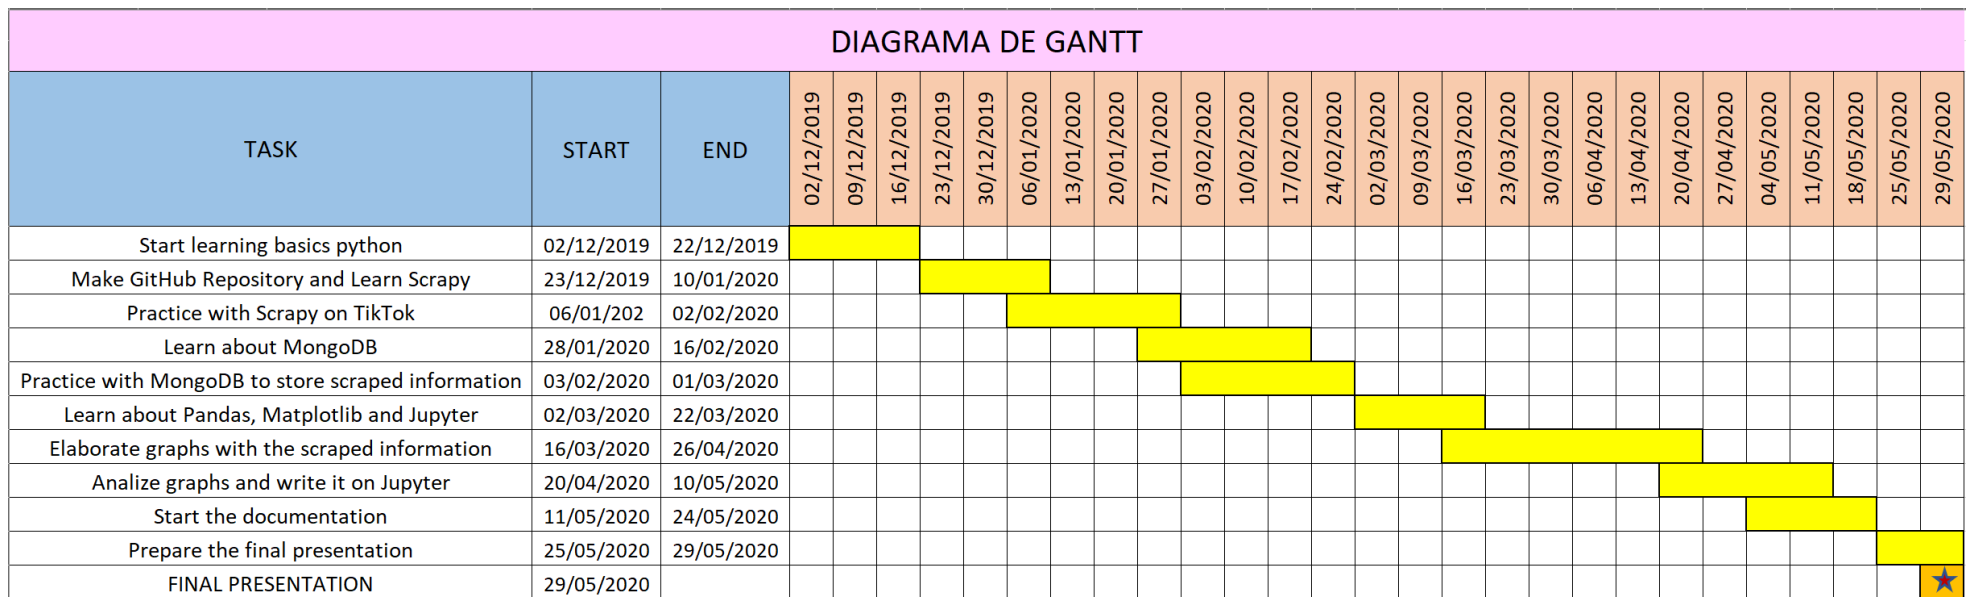 DIAGRAMA DE GANTT
TASK START END 02/12/2019 09/12/2019 16/12/2019 23/12/2019 30/12/2019 06/01/2020 13/01/2020 20/01/2020 27/01/2020 03/02/2020 10/02/2020 17/02/2020 24/02/2020 02/03/2020 09/03/2020 16/03/2020 23/03/2020 30/03/2020 06/04/2020 13/04/2020 20/04/2020 27/04/2020 04/05/2020 11/05/2020 18/05/2020 25/05/2020 29/05/2020
Start learning basics python 02/12/2019 22/12/2019
Make GitHub Repository and Learn Scrapy 23/12/2019 10/01/2020
Practice with Scrapy on TikTok 06/01/202 02/02/2020
Learn about MongoDB 28/01/2020 16/02/2020
Practice with MongoDB to store scraped information 03/02/2020 01/03/2020
Learn about Pandas, Matplotlib and Jupyter 02/03/2020 22/03/2020
Elaborate graphs with the scraped information 16/03/2020 26/04/2020
Analize graphs and write it on Jupyter 20/04/2020 10/05/2020
Start the documentation 11/05/2020 24/05/2020
Prepare the final presentation 25/05/2020 29/05/2020
FINAL PRESENTATION 29/05/2020